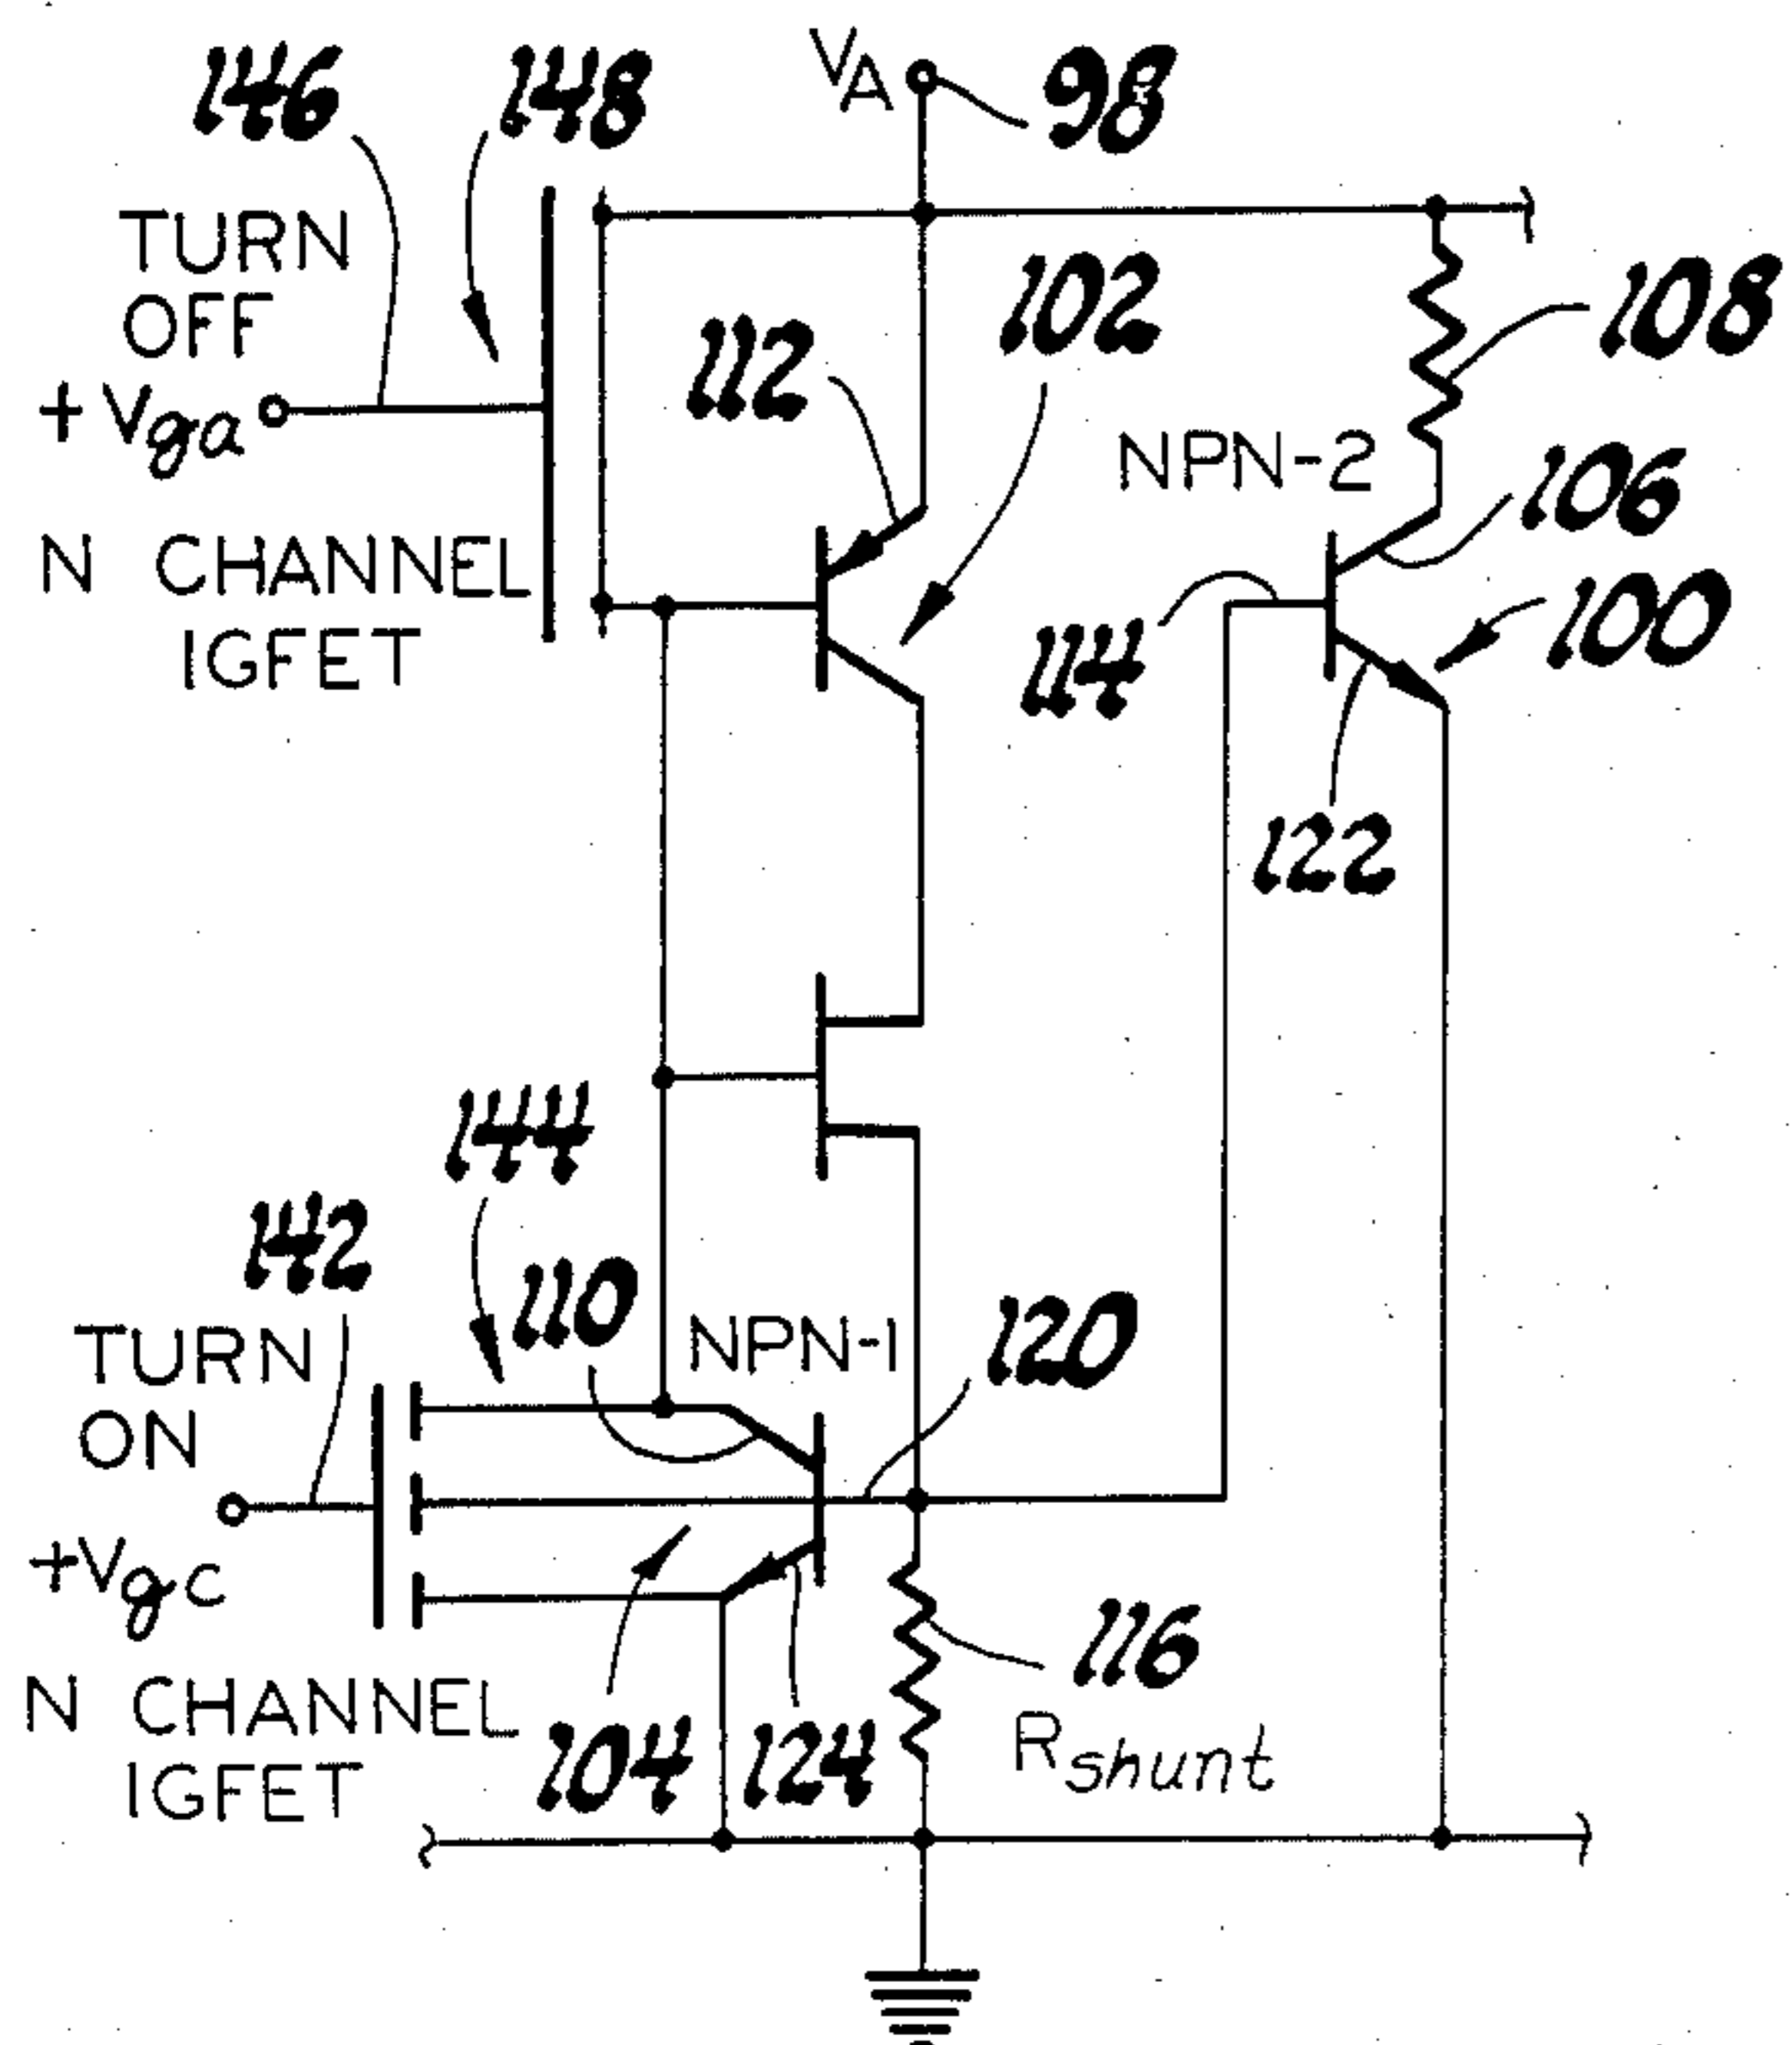 146
148
VA
98
TURN
OFF
+Vga
N CHANNEL
IGFET
112
102
108
NPN-2
106
100
114
122
144
142
110
NPN-1
120
TURN
ON
+Vgc
N CHANNEL
IGFET
104
124
116
Rshunt